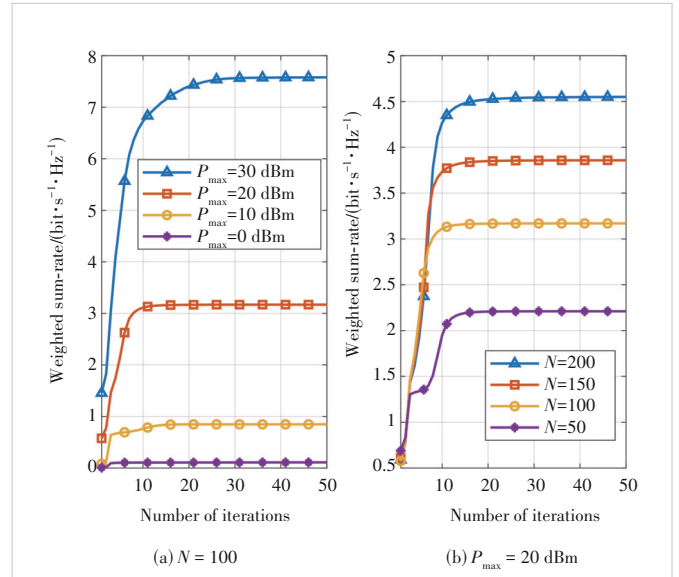 8
7
6
5
4
3
2
1
0
Weighted sum-rate/(bit·s⁻¹·Hz⁻¹)
P_max=30 dBm
P_max=20 dBm
P_max=10 dBm
P_max=0 dBm
10 20 30 40 50
Number of iterations
(a) N = 100
5
4.5
4
3.5
3
2.5
2
1.5
1
0.5
Weighted sum-rate/(bit·s⁻¹·Hz⁻¹)
N=200
N=150
N=100
N=50
10 20 30 40 50
Number of iterations
(b) P_max = 20 dBm